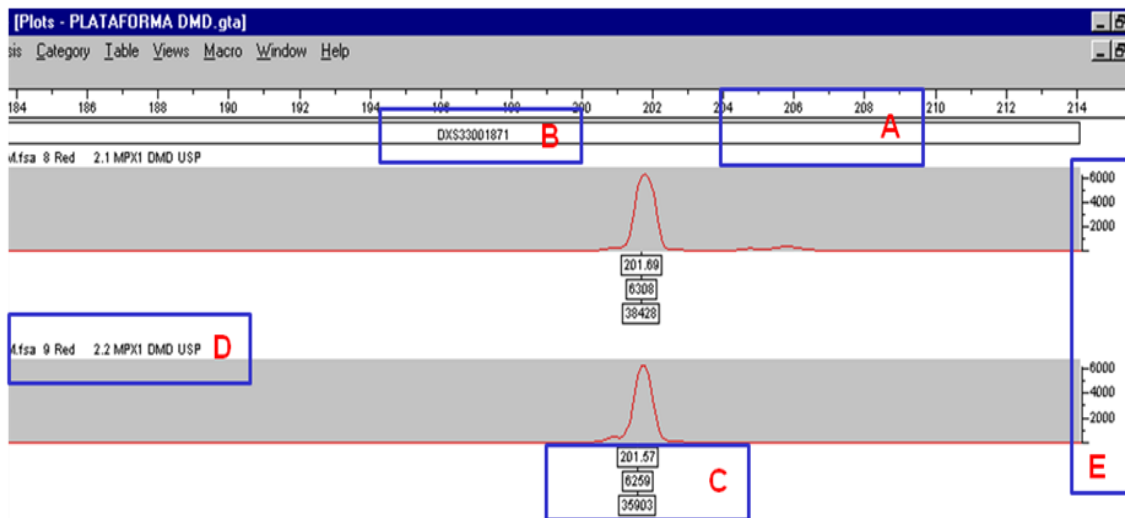 [Plots - PLATAFORMA DMD.gta]
sis Category Table Views Macro Window Help
184 186 188 190 192 194 196 198 200 202 204 206 208 210 212 214
A
DXS33001871 B
M.fsa 8 Red 2.1 MPX1 DMD USP
6000
4000
2000
201.69
6308
38428
D
M.fsa 9 Red 2.2 MPX1 DMD USP
6000
4000
2000
201.57
6259
35903
C
E